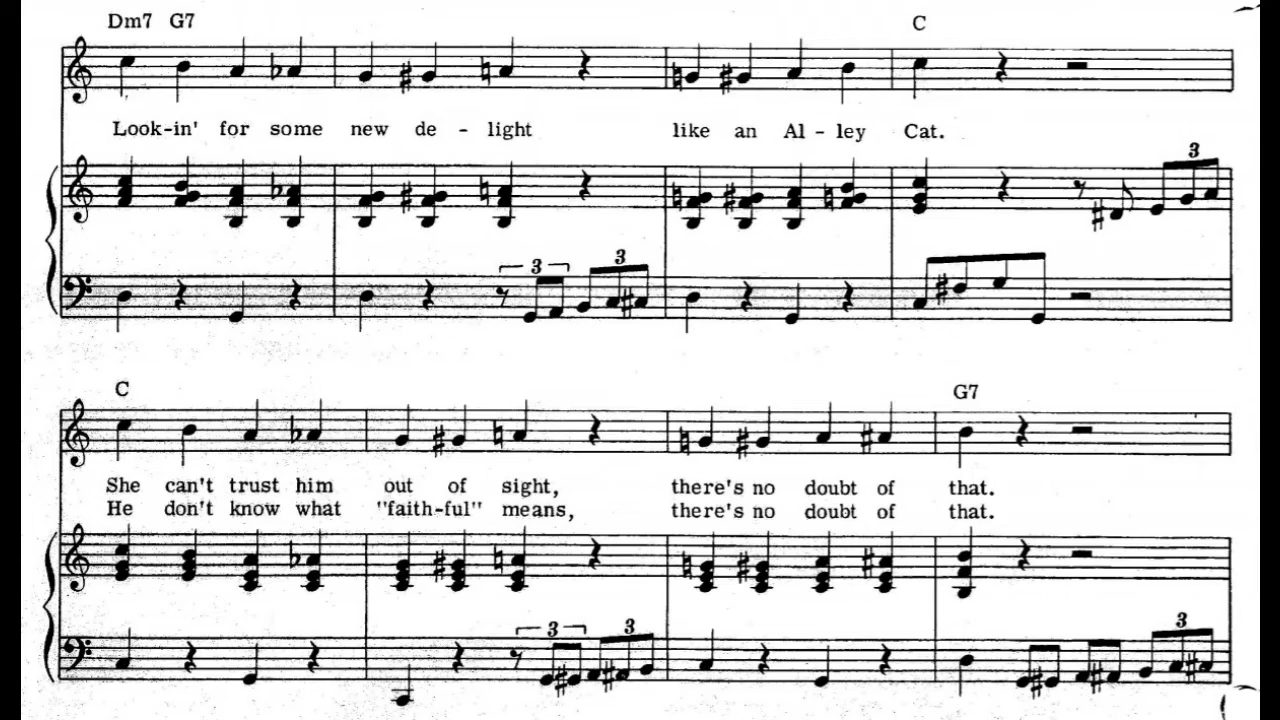 Dm7 G7 C
Look-in' for some new de - light like an Al - ley Cat.
3
3 3
C G7
She can't trust him out of sight, there's no doubt of that.
He don't know what "faith-ful" means, there's no doubt of that.
3 3 3